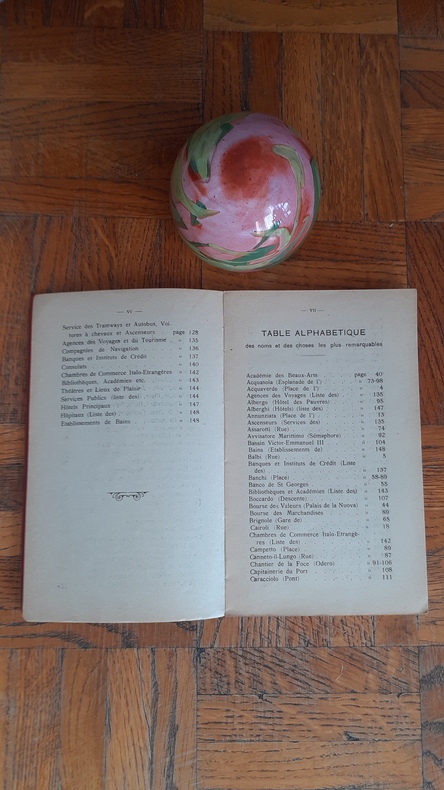 — VI —
Service des Tramways et Autobus, Voi-
tures à chevaux et Ascenseurs page 128
Agences des Voyages et du Tourisme » 135
Compagnies de Navigation » 136
Banques et Instituts de Crédit » 137
Consulats » 140
Chambres de Commerce Italo-Etrangères » 142
Bibliothèques, Académies etc. » 143
Théâtres et Lieux de Plaisir » 144
Services Publics (liste des) » 144
Hôtels Principaux » 147
Hôpitaux (Liste des) » 148
Etablissements de Bains » 149
— VII —
TABLE ALPHABETIQUE
des noms et des choses les plus remarquables
Académie des Beaux-Arts page 40
Acquasola (Esplanade de l') » 73-88
Acquaverde (Place de l') » 4
Agences des Voyages (Liste des) » 135
Albergo (Hôtel des Pauvres) » 95
Alberghi (Hôtels) (liste des) » 147
Annunziata (Place de l') » 13
Ascenseurs (Services des) » 135
Assarotti (Rue) » 74
Avvisatore Marittimo (Sémaphore) » 92
Bassin Victor-Emmanuel III » 104
Bains (Etablissements de) » 148
Balbi (Rue) » 5
Banques et Instituts de Crédit (Liste
des) » 137
Banchi (Place) » 58-89
Banco de St Georges » 53
Bibliothèques et Académies (Liste des) » 143
Boccardo (Descente) » 107
Bourse des Valeurs (Palais de la Nuova) » 44
Bourse des Marchandises » 89
Brignole (Gare de) » 65
Cairoli (Rue) » 18
Chambres de Commerce Italo-Etrangè-
res (Liste des) » 142
Campetto (Place) » 89
Canneto-il-Lungo (Rue) » 87
Chantier de la Foce (Odero) » 91-106
Capitainerie du Port » 108
Caracciolo (Pont) » 111